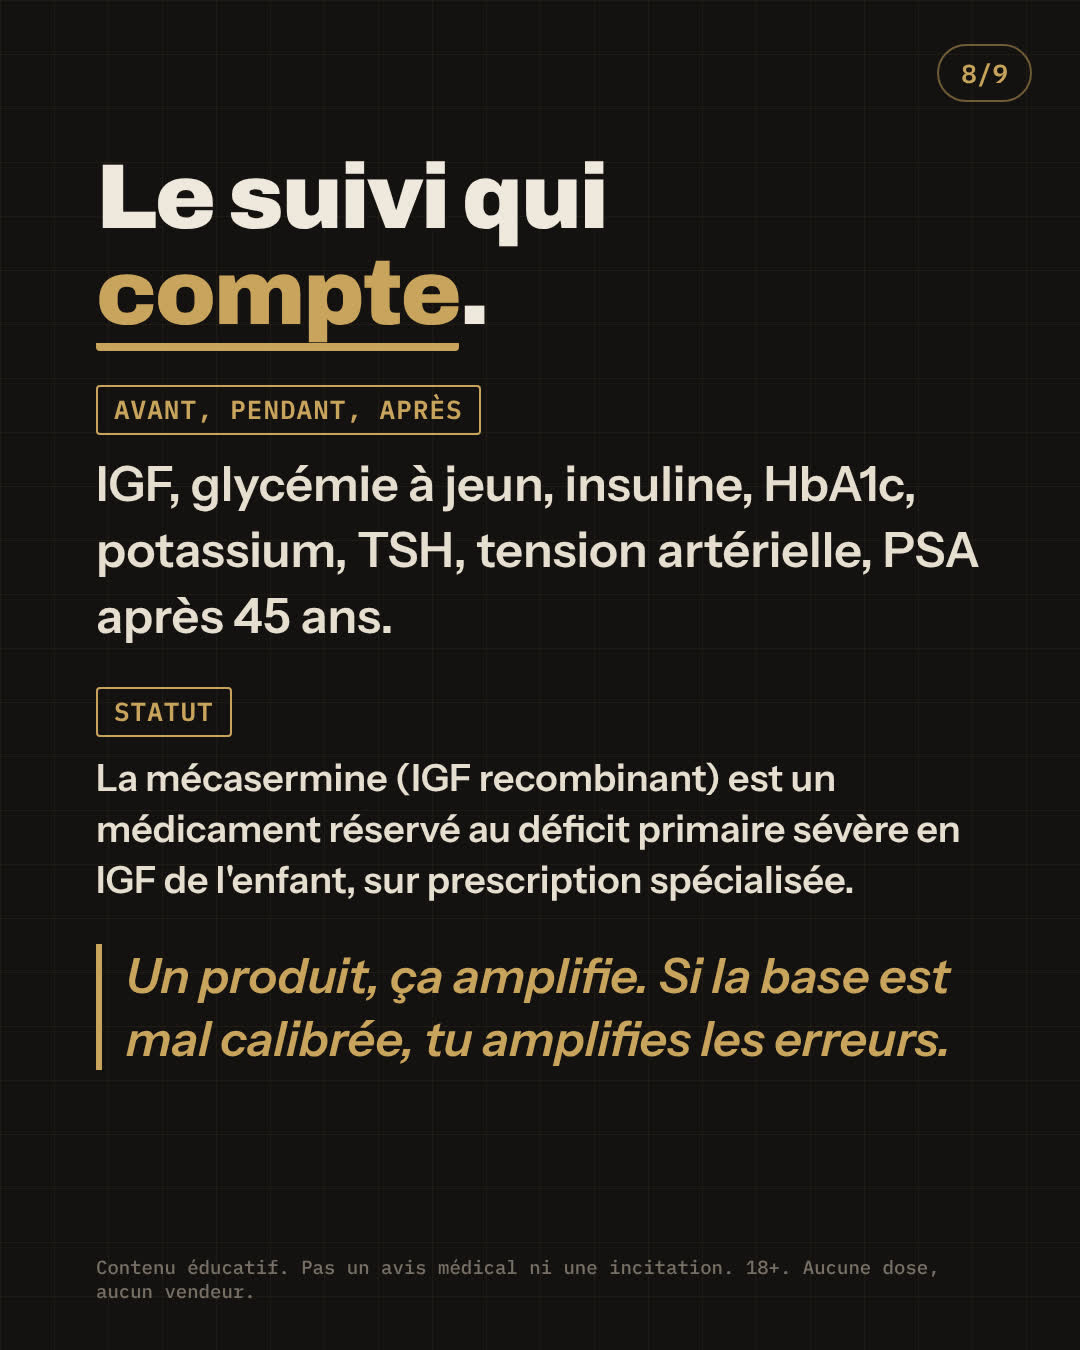 8/9
Le suivi qui
compte.
AVANT, PENDANT, APRÈS
IGF, glycémie à jeun, insuline, HbA1c,
potassium, TSH, tension artérielle, PSA
après 45 ans.
STATUT
La mécasermine (IGF recombinant) est un
médicament réservé au déficit primaire sévère en
IGF de l'enfant, sur prescription spécialisée.
Un produit, ça amplifie. Si la base est
mal calibrée, tu amplifies les erreurs.
Contenu éducatif. Pas un avis médical ni une incitation. 18+. Aucune dose,
aucun vendeur.